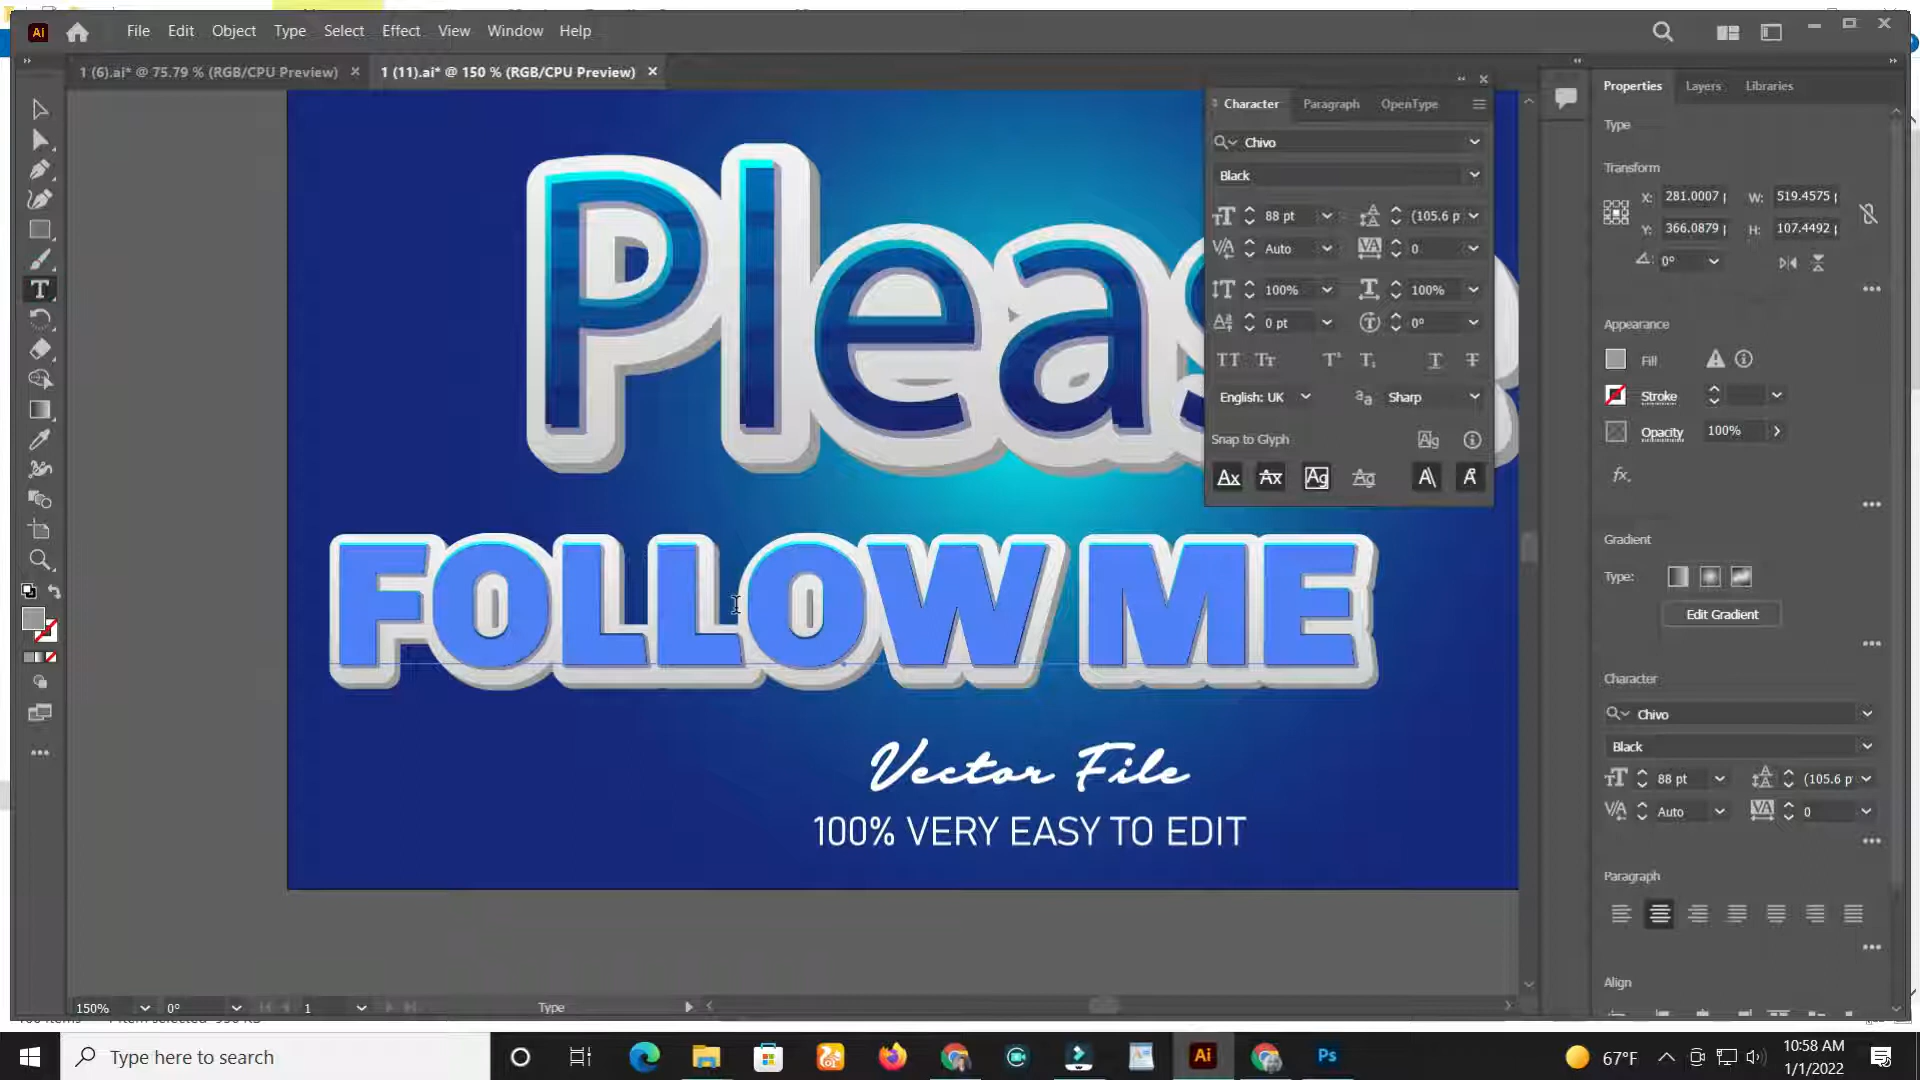 Ai File Edit Object Type Select Effect View Window Help
1 (6).ai* @ 75.79 % (RGB/CPU Preview) × 1 (11).ai* @ 150 % (RGB/CPU Preview) ×
Character Paragraph OpenType
Chivo
Black
88 pt (105.6 p
Auto 0
100% 100%
0 pt 0°
English: UK Sharp
Snap to Glyph
Properties Layers Libraries
Type
Transform
X: 281.0007 W: 519.4575
Y: 366.0879 H: 107.4492
0°
Appearance
Fill
Stroke
Opacity 100%
fx.
Gradient
Type:
Edit Gradient
Character
Chivo
Black
88 pt (105.6 p
Auto 0
Paragraph
Align
Pleas
FOLLOW ME
Vector File
100% VERY EASY TO EDIT
150% 0° 1 Type
Type here to search
Ai Ps
67°F
10:58 AM
1/1/2022